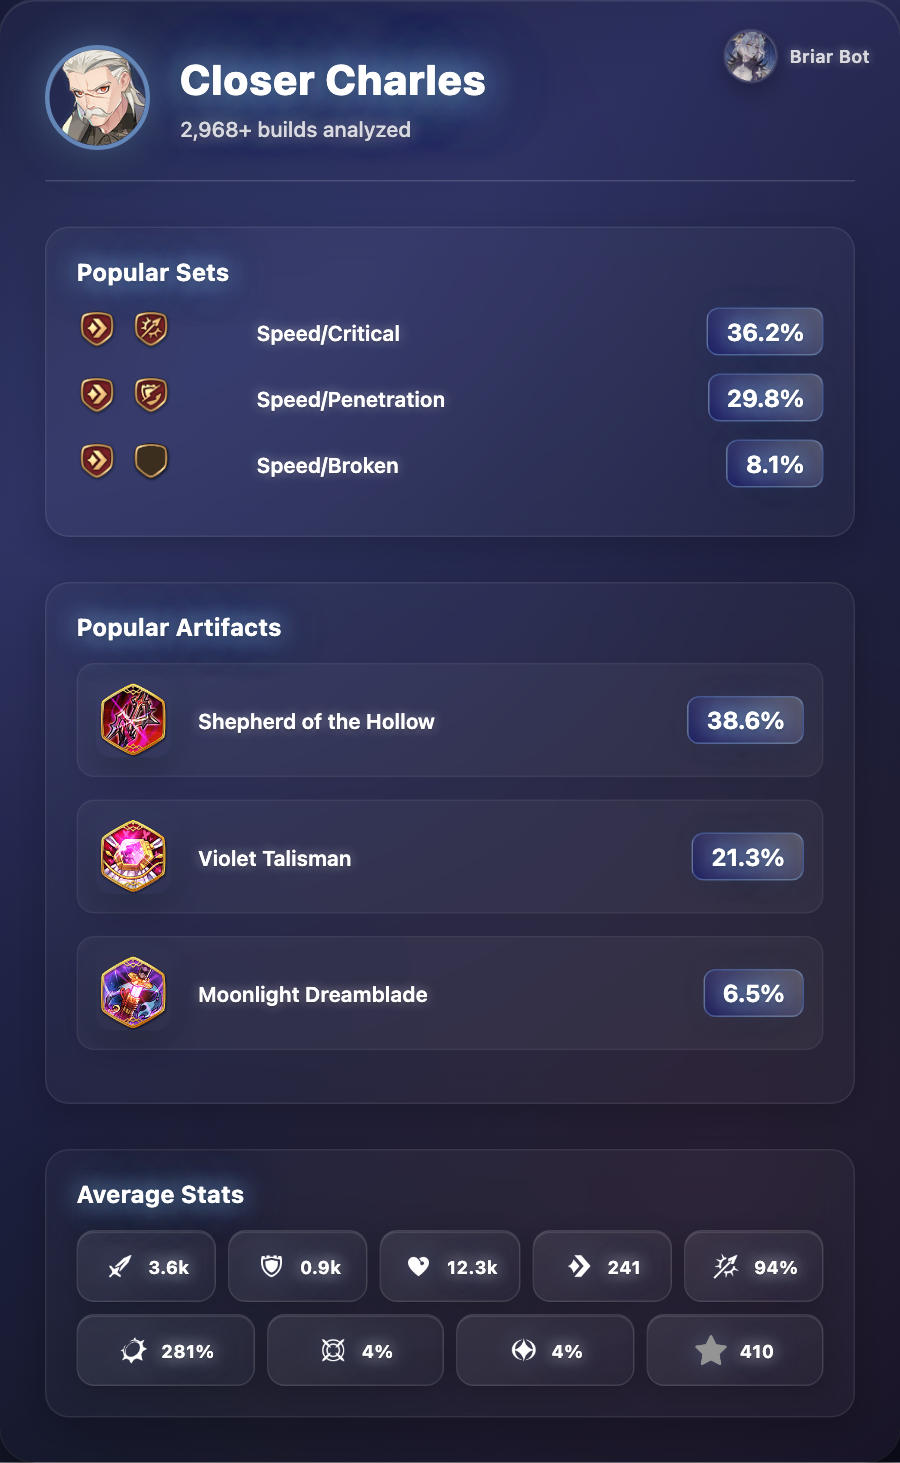 Closer Charles
2,968+ builds analyzed
Briar Bot
Popular Sets
Speed/Critical 36.2%
Speed/Penetration 29.8%
Speed/Broken 8.1%
Popular Artifacts
Shepherd of the Hollow 38.6%
Violet Talisman 21.3%
Moonlight Dreamblade 6.5%
Average Stats
3.6k 0.9k 12.3k 241 94%
281% 4% 4% 410